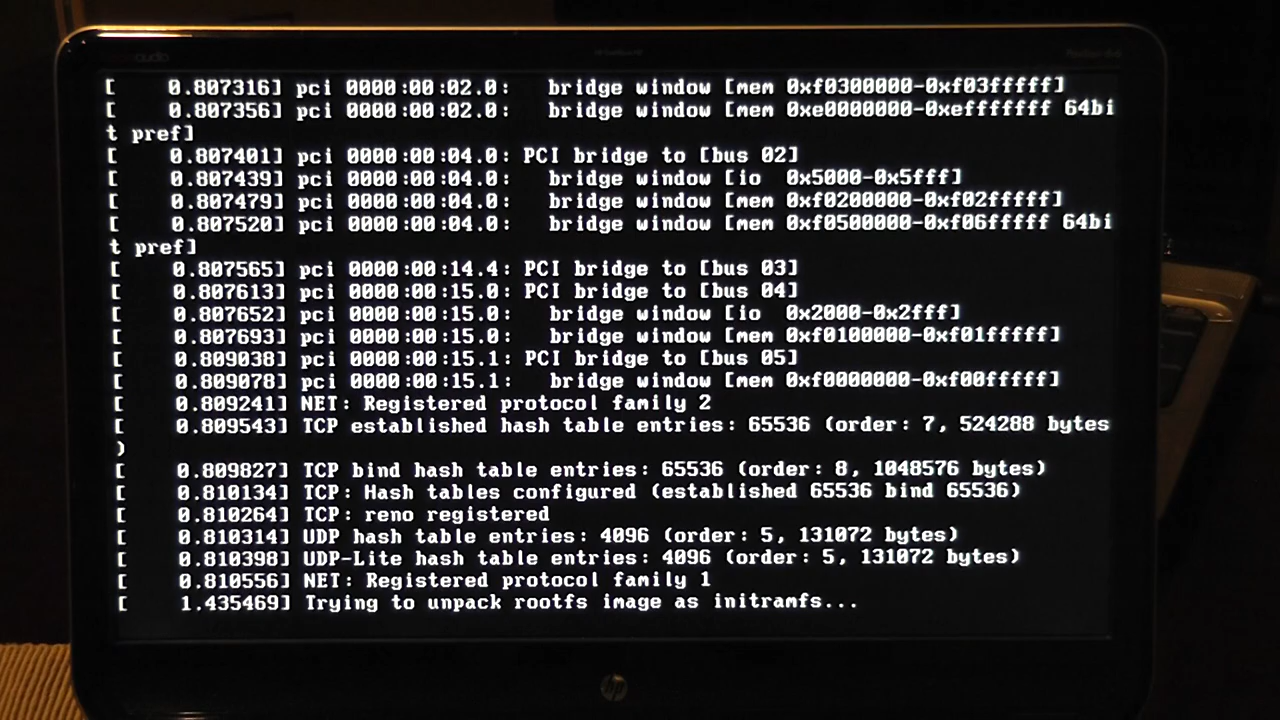 audio
[ 0.807316] pci 0000:00:02.0: bridge window [mem 0xf0300000-0xf03fffff]
[ 0.807356] pci 0000:00:02.0: bridge window [mem 0xe0000000-0xefffffff 64bi
t pref]
[ 0.807401] pci 0000:00:04.0: PCI bridge to [bus 02]
[ 0.807439] pci 0000:00:04.0: bridge window [io 0x5000-0x5fff]
[ 0.807479] pci 0000:00:04.0: bridge window [mem 0xf0200000-0xf02fffff]
[ 0.807520] pci 0000:00:04.0: bridge window [mem 0xf0500000-0xf06fffff 64bi
t pref]
[ 0.807565] pci 0000:00:14.4: PCI bridge to [bus 03]
[ 0.807613] pci 0000:00:15.0: PCI bridge to [bus 04]
[ 0.807652] pci 0000:00:15.0: bridge window [io 0x2000-0x2fff]
[ 0.807693] pci 0000:00:15.0: bridge window [mem 0xf0100000-0xf01fffff]
[ 0.809038] pci 0000:00:15.1: PCI bridge to [bus 05]
[ 0.809078] pci 0000:00:15.1: bridge window [mem 0xf0000000-0xf00fffff]
[ 0.809241] NET: Registered protocol family 2
[ 0.809543] TCP established hash table entries: 65536 (order: 7, 524288 bytes
)
[ 0.809827] TCP bind hash table entries: 65536 (order: 8, 1048576 bytes)
[ 0.810134] TCP: Hash tables configured (established 65536 bind 65536)
[ 0.810264] TCP: reno registered
[ 0.810314] UDP hash table entries: 4096 (order: 5, 131072 bytes)
[ 0.810398] UDP-Lite hash table entries: 4096 (order: 5, 131072 bytes)
[ 0.810556] NET: Registered protocol family 1
[ 1.435469] Trying to unpack rootfs image as initramfs...
hp